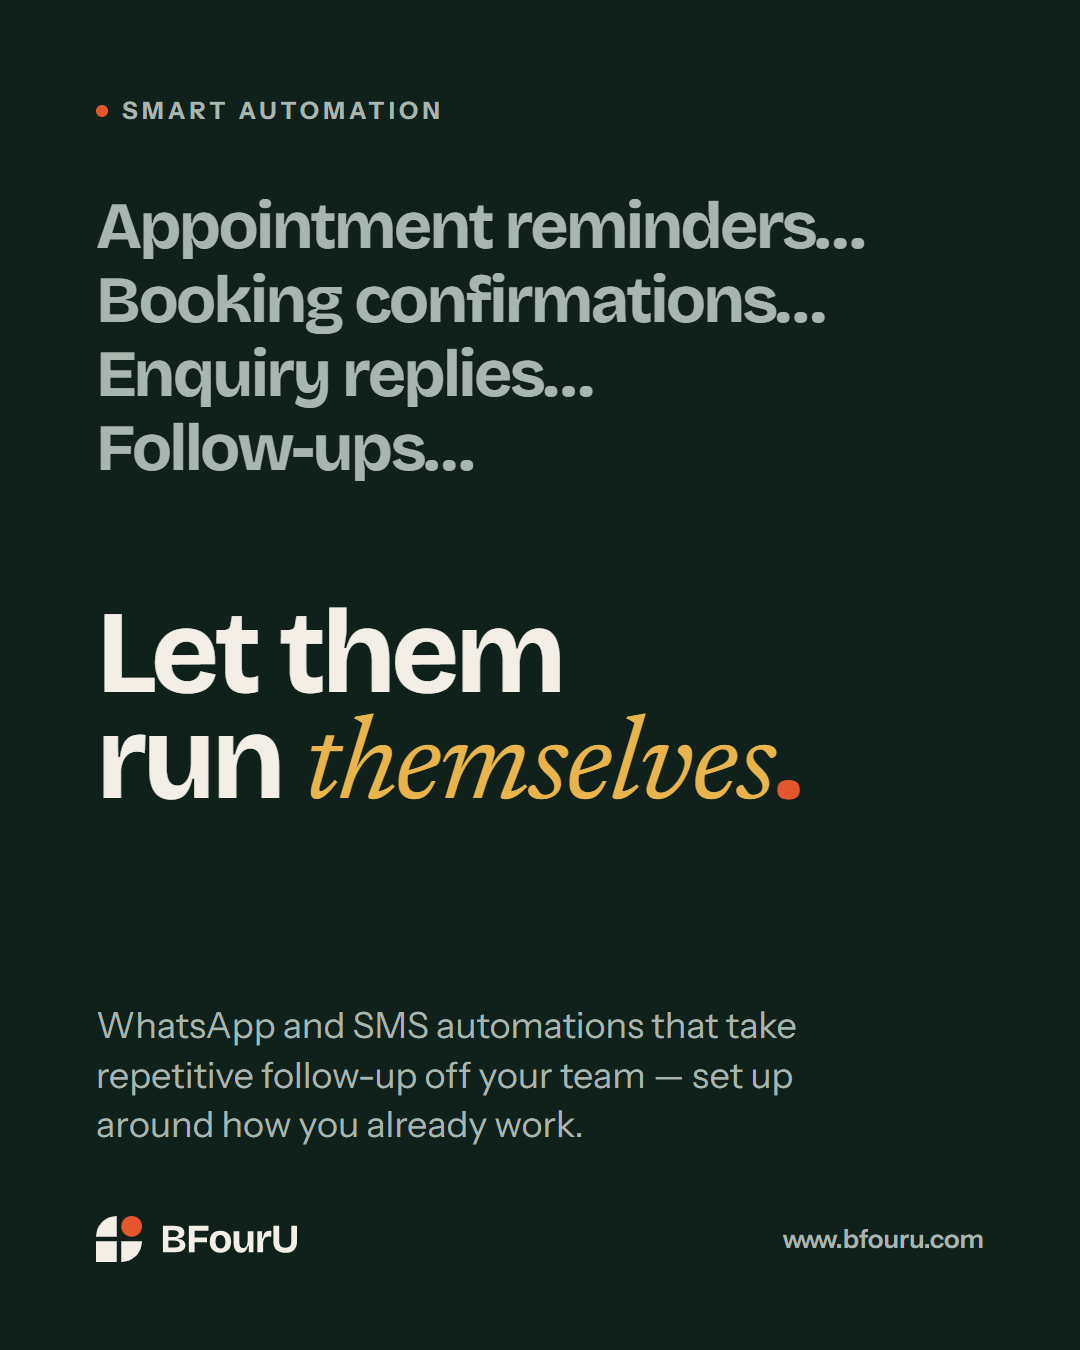 SMART AUTOMATION
Appointment reminders...
Booking confirmations...
Enquiry replies...
Follow-ups...
Let them
run themselves.
WhatsApp and SMS automations that take
repetitive follow-up off your team — set up
around how you already work.
BFourU
www.bfouru.com